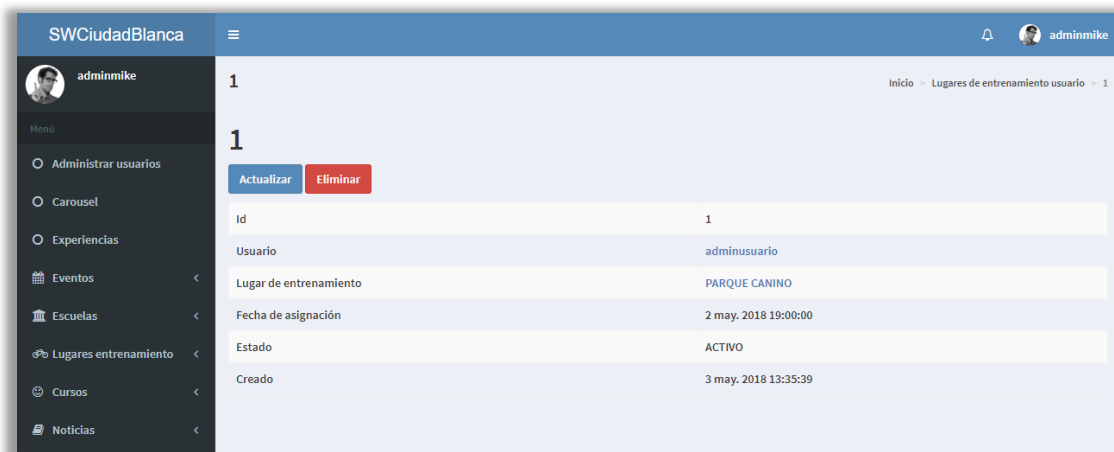 SWCiudadBlanca
adminmike
adminmike
1
Inicio > Lugares de entrenamiento usuario > 1
Menú
1
Administrar usuarios
Actualizar Eliminar
Carousel
Id 1
Experiencias
Usuario adminusuario
Eventos
Lugar de entrenamiento PARQUE CANINO
Escuelas
Fecha de asignación 2 may. 2018 19:00:00
Lugares entrenamiento
Estado ACTIVO
Cursos
Creado 3 may. 2018 13:35:39
Noticias